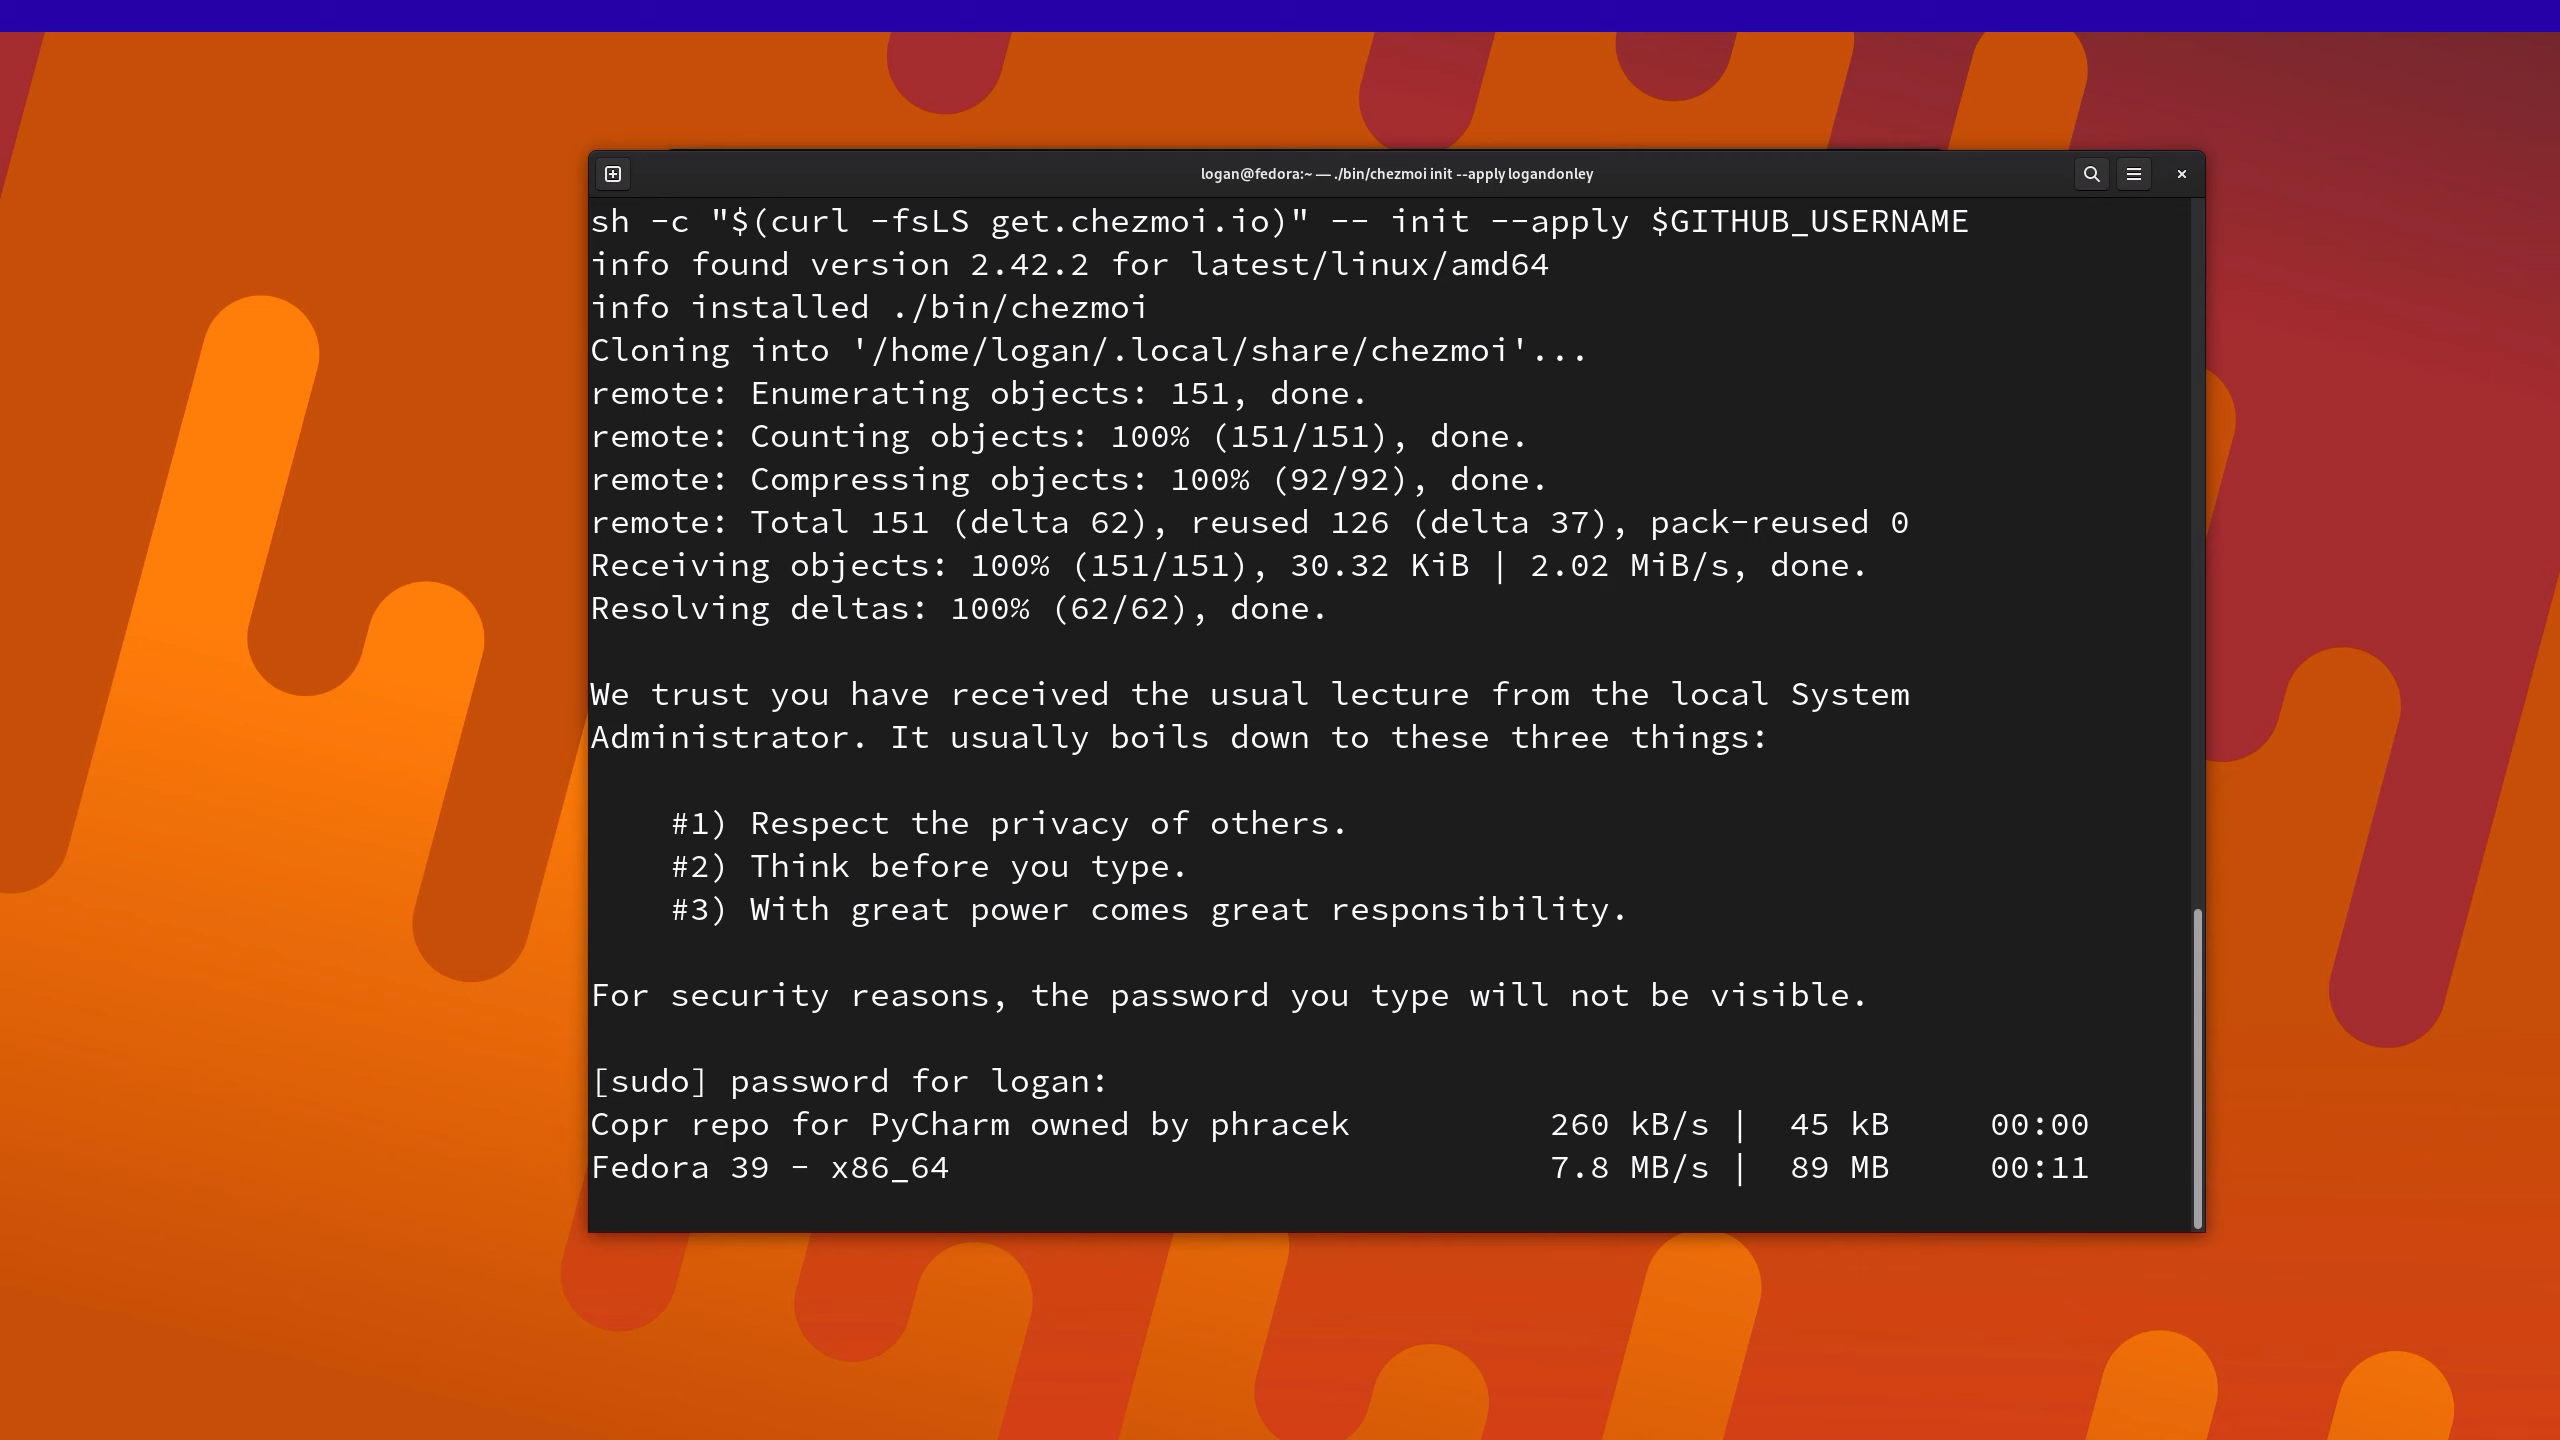 logan@fedora:~ — ./bin/chezmoi init --apply logandonley
sh -c "$(curl -fsLS get.chezmoi.io)" -- init --apply $GITHUB_USERNAME
info found version 2.42.2 for latest/linux/amd64
info installed ./bin/chezmoi
Cloning into '/home/logan/.local/share/chezmoi'...
remote: Enumerating objects: 151, done.
remote: Counting objects: 100% (151/151), done.
remote: Compressing objects: 100% (92/92), done.
remote: Total 151 (delta 62), reused 126 (delta 37), pack-reused 0
Receiving objects: 100% (151/151), 30.32 KiB | 2.02 MiB/s, done.
Resolving deltas: 100% (62/62), done.
We trust you have received the usual lecture from the local System
Administrator. It usually boils down to these three things:
#1) Respect the privacy of others.
#2) Think before you type.
#3) With great power comes great responsibility.
For security reasons, the password you type will not be visible.
[sudo] password for logan:
Copr repo for PyCharm owned by phracek 260 kB/s | 45 kB 00:00
Fedora 39 - x86_64 7.8 MB/s | 89 MB 00:11